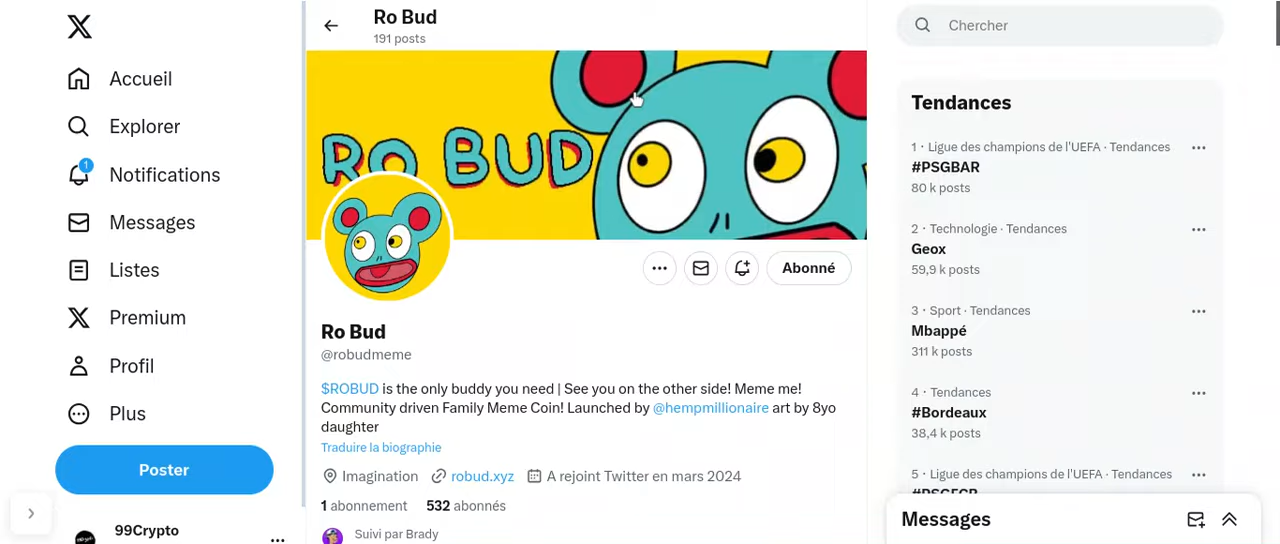 Accueil
Explorer
1
Notifications
Messages
Listes
Premium
Profil
Plus
Poster
99Crypto
Ro Bud
191 posts
RO BUD
Abonné
Ro Bud
@robudmeme
$ROBUD is the only buddy you need | See you on the other side! Meme me!
Community driven Family Meme Coin! Launched by @hempmillionaire art by 8yo
daughter
Traduire la biographie
Imagination robud.xyz A rejoint Twitter en mars 2024
1 abonnement 532 abonnés
Suivi par Brady
Chercher
Tendances
1 · Ligue des champions de l'UEFA · Tendances
#PSGBAR
80 k posts
2 · Technologie · Tendances
Geox
59,9 k posts
3 · Sport · Tendances
Mbappé
311 k posts
4 · Tendances
#Bordeaux
38,4 k posts
5 · Ligue des champions de l'UEFA · Tendances
Messages